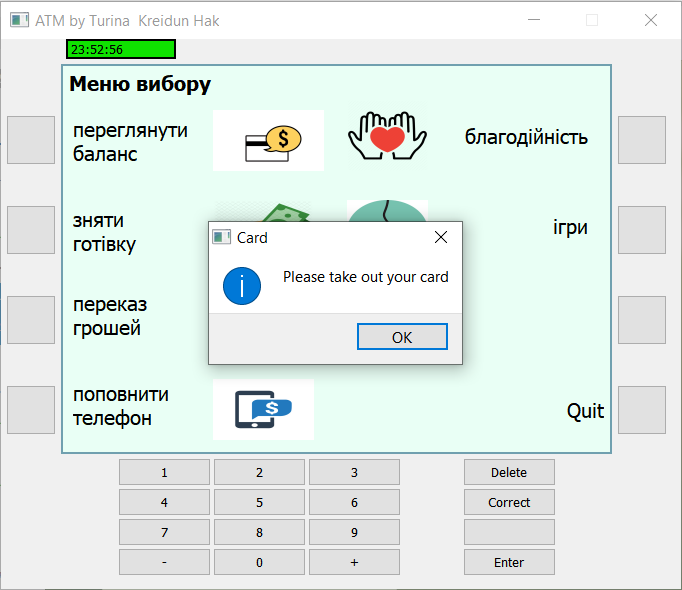 ATM by Turina  Kreidun Hak
23:52:56
Меню вибору
переглянути
баланс
$
благодійність
зняти
готівку
ігри
Card
Please take out your card
OK
переказ
грошей
поповнити
телефон
$
Quit
1 2 3 Delete
4 5 6 Correct
7 8 9
- 0 + Enter